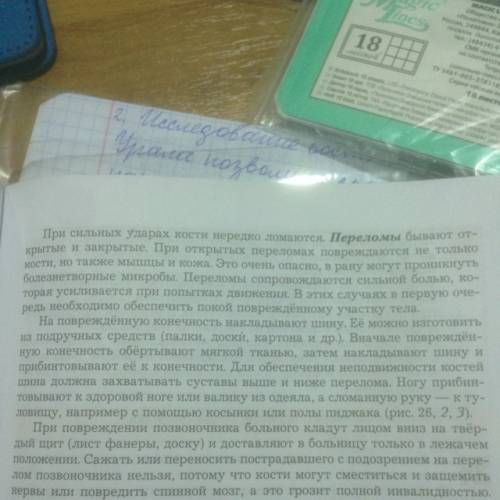 Magic
Lines
18
2. Исследование
Урала
При сильных ударах кости нередко ломаются. Переломы бывают от-
крытые и закрытые. При открытых переломах повреждаются не только
кости, но также мышцы и кожа. Это очень опасно, в рану могут проникнуть
болезнетворные микробы. Переломы сопровождаются сильной болью, ко-
торая усиливается при попытках движения. В этих случаях в первую оче-
редь необходимо обеспечить покой повреждённому участку тела.
На повреждённую конечность накладывают шину. Её можно изготовить
из подручных средств (палки, доски, картона и др.). Вначале повреждён-
ную конечность обёртывают мягкой тканью, затем накладывают шину и
прибинтовывают её к конечности. Для обеспечения неподвижности костей
шина должна захватывать суставы выше и ниже перелома. Ногу прибин-
товывают к здоровой ноге или валику из одеяла, а сломанную руку — к ту-
ловищу, например с помощью косынки или полы пиджака (рис. 26, 2, 3).
При повреждении позвоночника больного кладут лицом вниз на твёр-
дый щит (лист фанеры, доску) и доставляют в больницу только в лежачем
положении. Сажать или переносить пострадавшего с подозрением на пере-
лом позвоночника нельзя, потому что кости могут сместиться и защемить
нервы или повредить спинной мозг, а это грозит полной инвалидностью